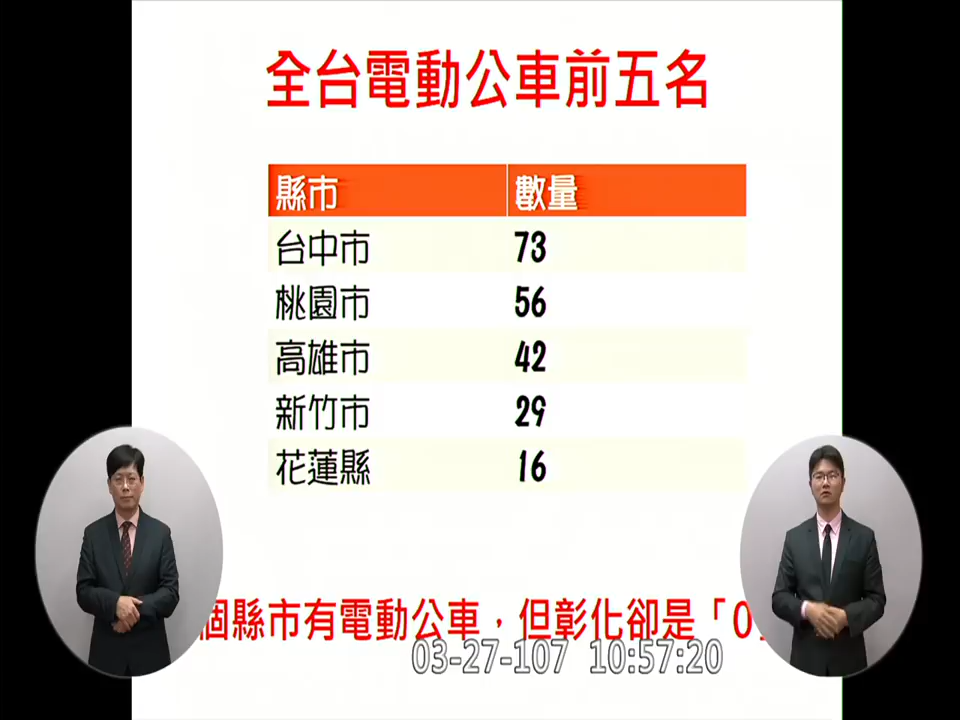 全台電動公車前五名
縣市 數量
台中市 73
桃園市 56
高雄市 42
新竹市 29
花蓮縣 16
個縣市有電動公車，但彰化卻是「0」
03-27-107 10:57:20